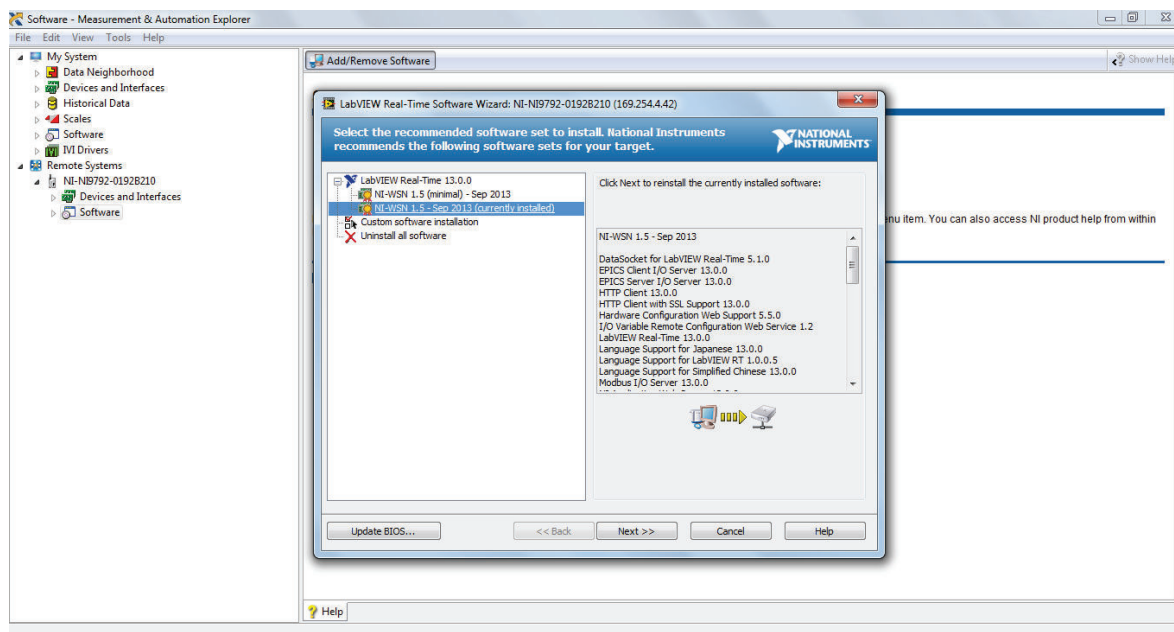 Software - Measurement & Automation Explorer
File Edit View Tools Help
My System
Data Neighborhood
Devices and Interfaces
Historical Data
Scales
Software
IVI Drivers
Remote Systems
NI-NI9792-0192B210
Devices and Interfaces
Software
Add/Remove Software
Show Help
LabVIEW Real-Time Software Wizard: NI-NI9792-0192B210 (169.254.4.42)
Select the recommended software set to install. National Instruments
recommends the following software sets for your target.
NATIONAL
INSTRUMENTS
LabVIEW Real-Time 13.0.0
NI-WSN 1.5 (minimal) - Sep 2013
NI-WSN 1.5 - Sep 2013 (currently installed)
Custom software installation
Uninstall all software
Click Next to reinstall the currently installed software:
NI-WSN 1.5 - Sep 2013
DataSocket for LabVIEW Real-Time 5.1.0
EPICS Client I/O Server 13.0.0
EPICS Server I/O Server 13.0.0
HTTP Client 13.0.0
HTTP Client with SSL Support 13.0.0
Hardware Configuration Web Support 5.5.0
I/O Variable Remote Configuration Web Service 1.2
LabVIEW Real-Time 13.0.0
Language Support for Japanese 13.0.0
Language Support for LabVIEW RT 1.0.0.5
Language Support for Simplified Chinese 13.0.0
Modbus I/O Server 13.0.0
enu item. You can also access NI product help from within
Update BIOS... << Back Next >> Cancel Help
Help